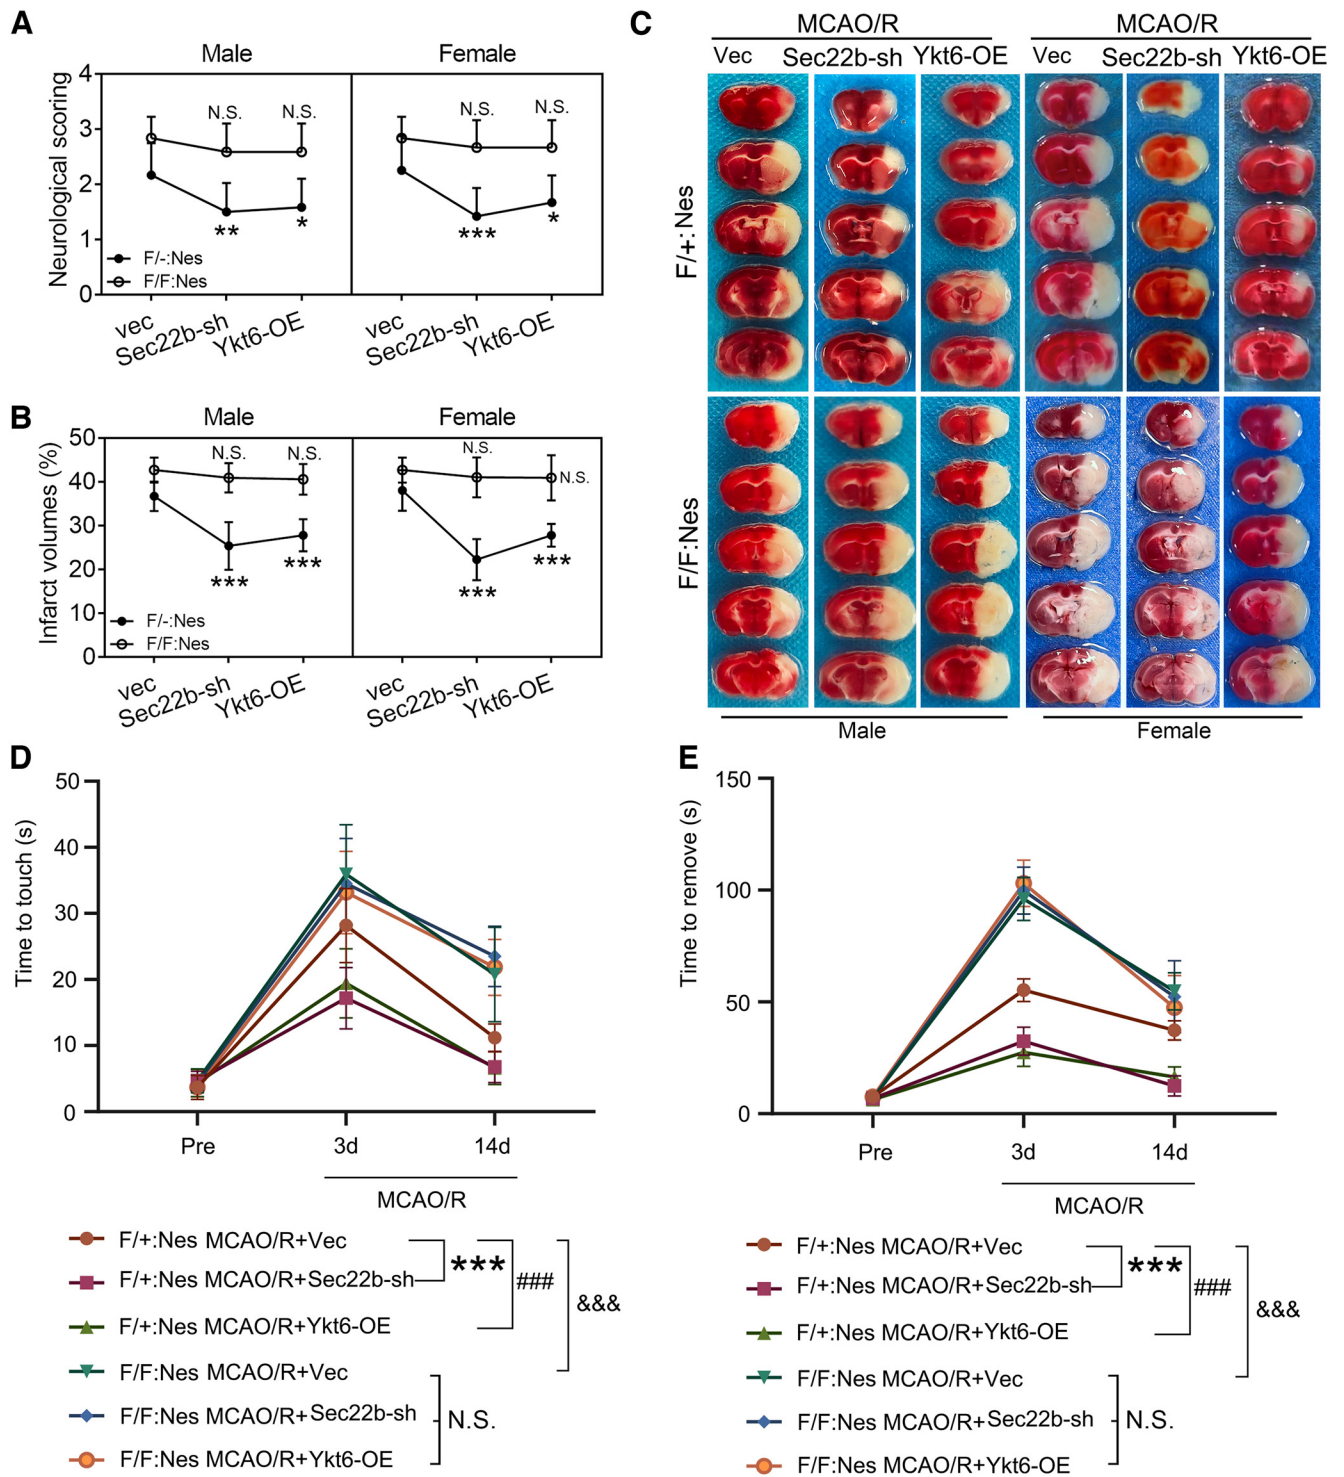 A
Male
Female
Neurological scoring
4
3
2
1
0
N.S.
N.S.
N.S.
N.S.
**
*
***
*
F/-:Nes
F/F:Nes
vec
Sec22b-sh
Ykt6-OE
vec
Sec22b-sh
Ykt6-OE
B
Male
Female
Infarct volumes (%)
50
40
30
20
10
0
N.S.
N.S.
N.S.
N.S.
***
***
***
***
F/-:Nes
F/F:Nes
vec
Sec22b-sh
Ykt6-OE
vec
Sec22b-sh
Ykt6-OE
C
MCAO/R
MCAO/R
Vec
Sec22b-sh
Ykt6-OE
Vec
Sec22b-sh
Ykt6-OE
F/+:Nes
F/F:Nes
Male
Female
D
Time to touch (s)
50
40
30
20
10
0
Pre
3d
14d
MCAO/R
F/+:Nes MCAO/R+Vec
F/+:Nes MCAO/R+Sec22b-sh
F/+:Nes MCAO/R+Ykt6-OE
F/F:Nes MCAO/R+Vec
F/F:Nes MCAO/R+Sec22b-sh
F/F:Nes MCAO/R+Ykt6-OE
***
###
&&&
N.S.
E
Time to remove (s)
150
100
50
0
Pre
3d
14d
MCAO/R
F/+:Nes MCAO/R+Vec
F/+:Nes MCAO/R+Sec22b-sh
F/+:Nes MCAO/R+Ykt6-OE
F/F:Nes MCAO/R+Vec
F/F:Nes MCAO/R+Sec22b-sh
F/F:Nes MCAO/R+Ykt6-OE
***
###
&&&
N.S.